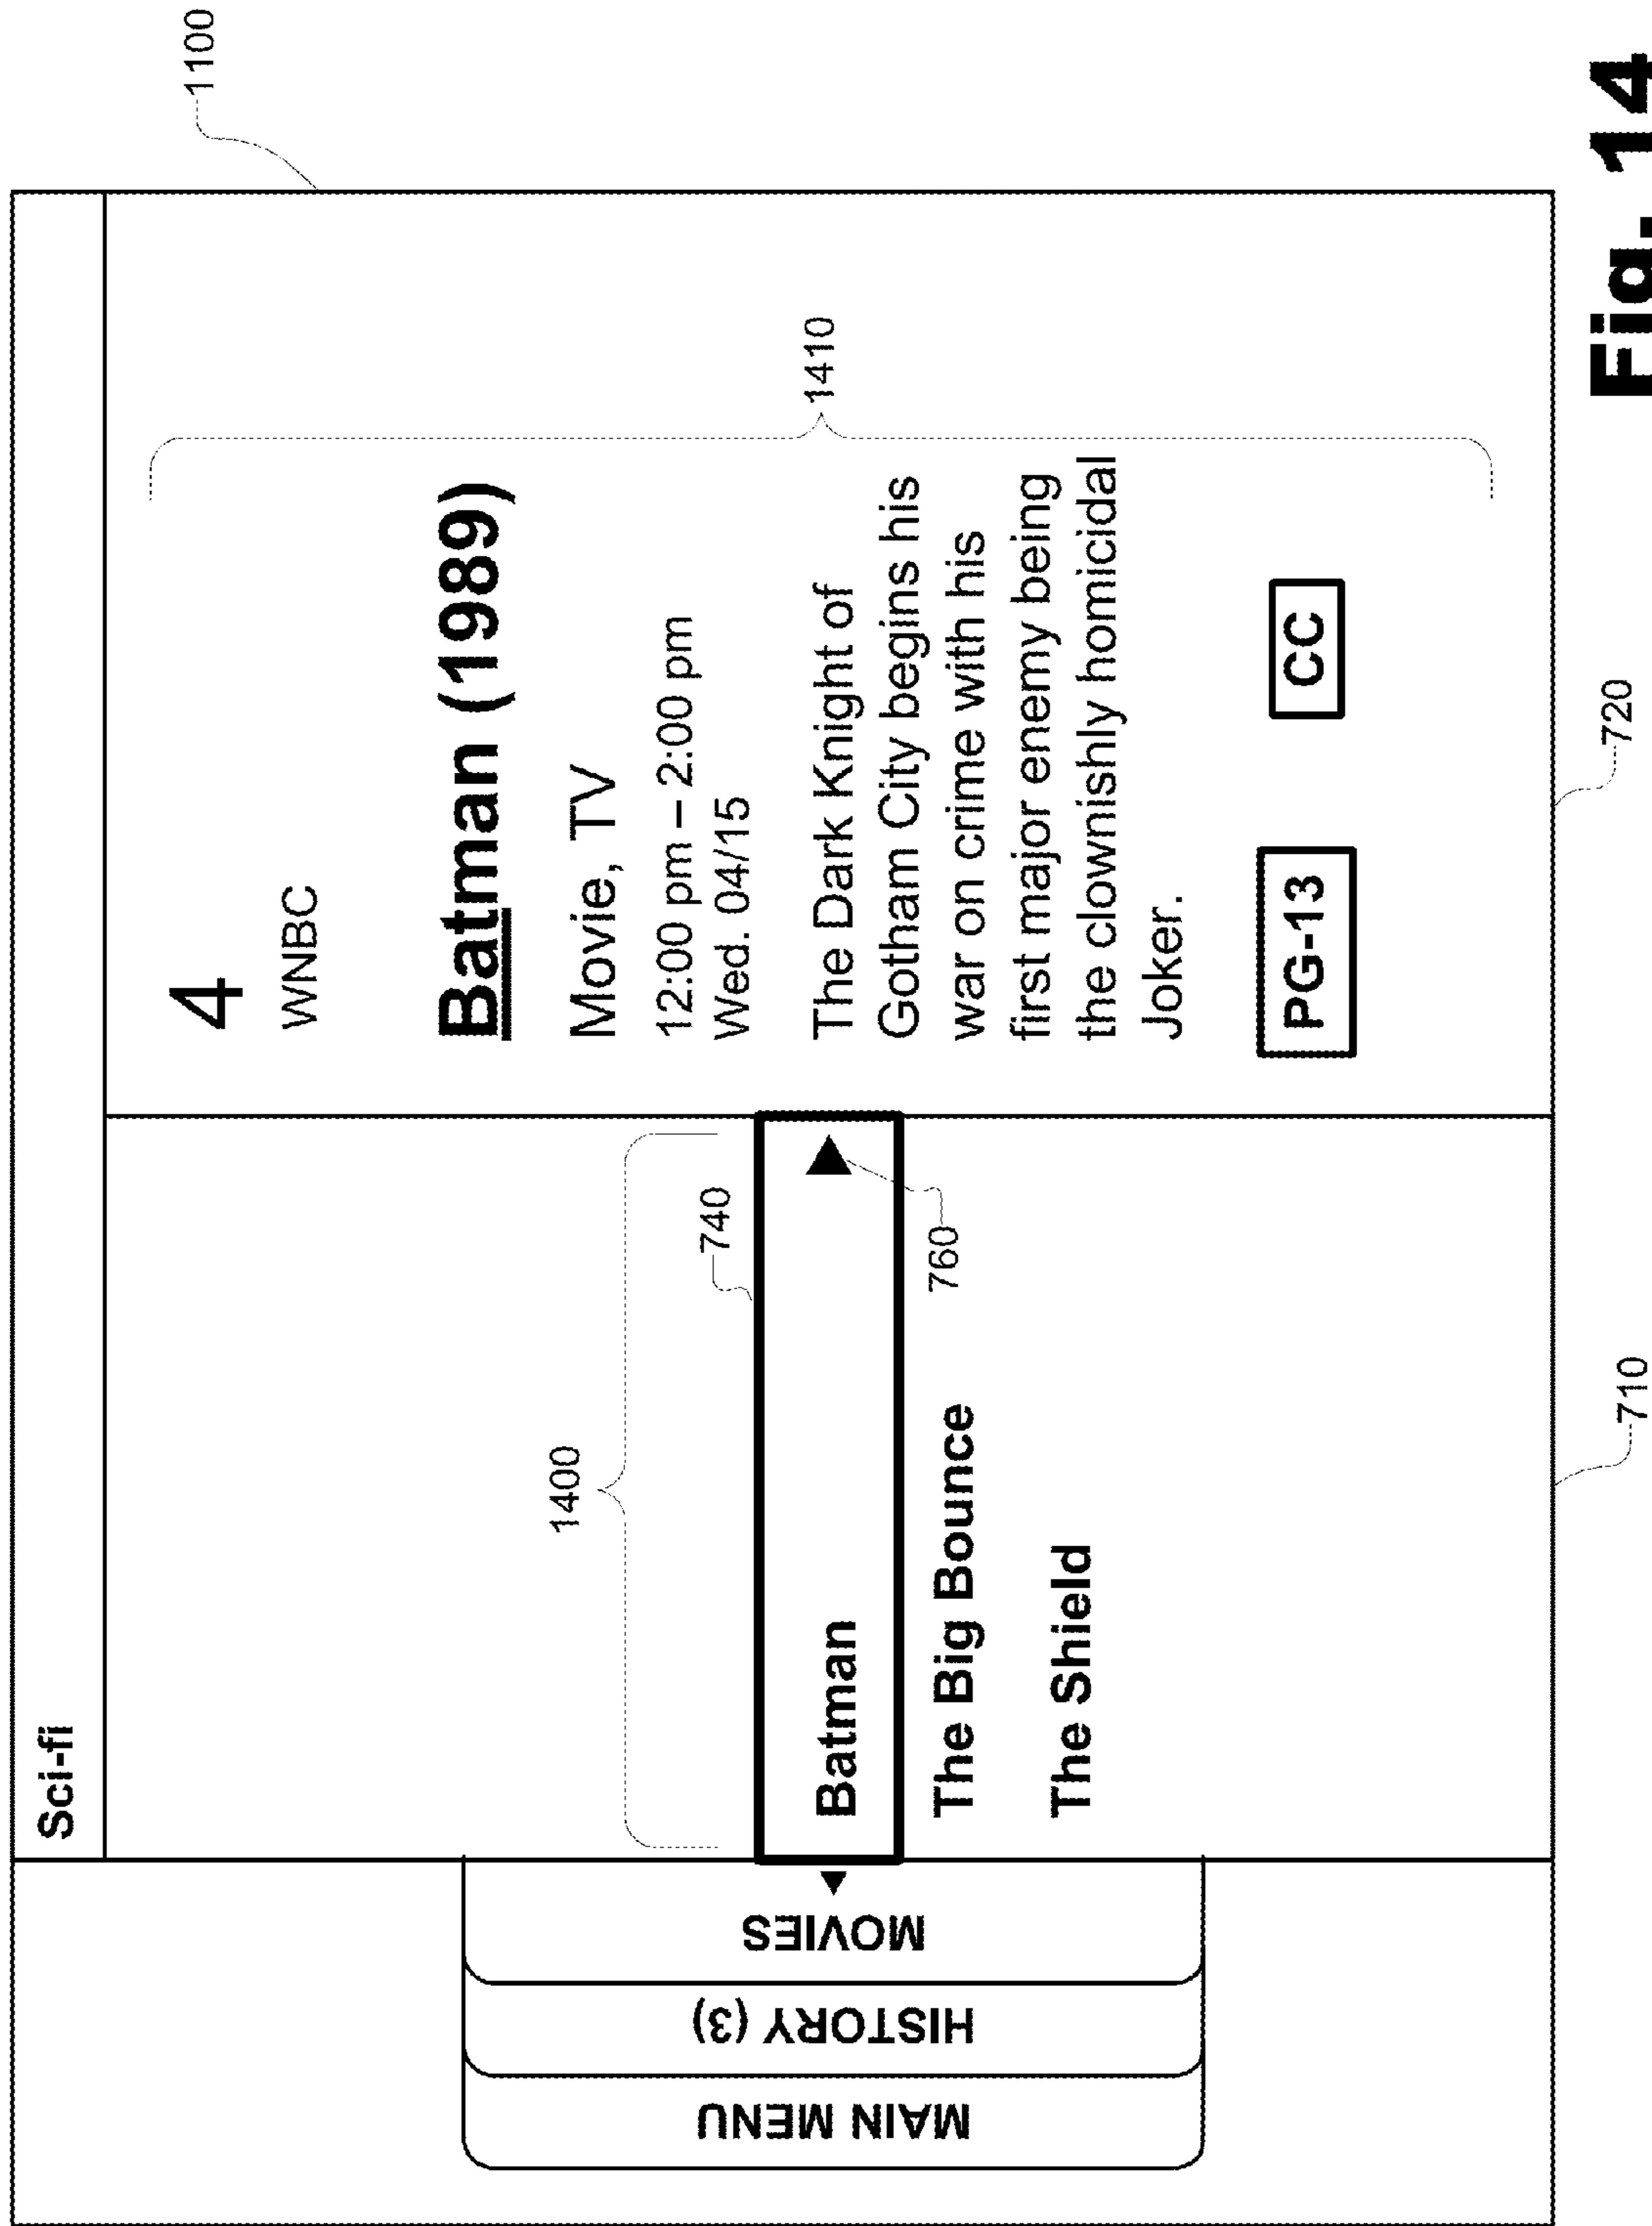 1100
Sci-fi
MAIN MENU
HISTORY (3)
MOVIES
1400
740
Batman
760
The Big Bounce
The Shield
4
WNBC
Batman (1989)
Movie, TV
12:00 pm – 2:00 pm
Wed. 04/15
The Dark Knight of
Gotham City begins his
war on crime with his
first major enemy being
the clownishly homicidal
Joker.
PG-13 CC
1410
710
720
Fig. 14